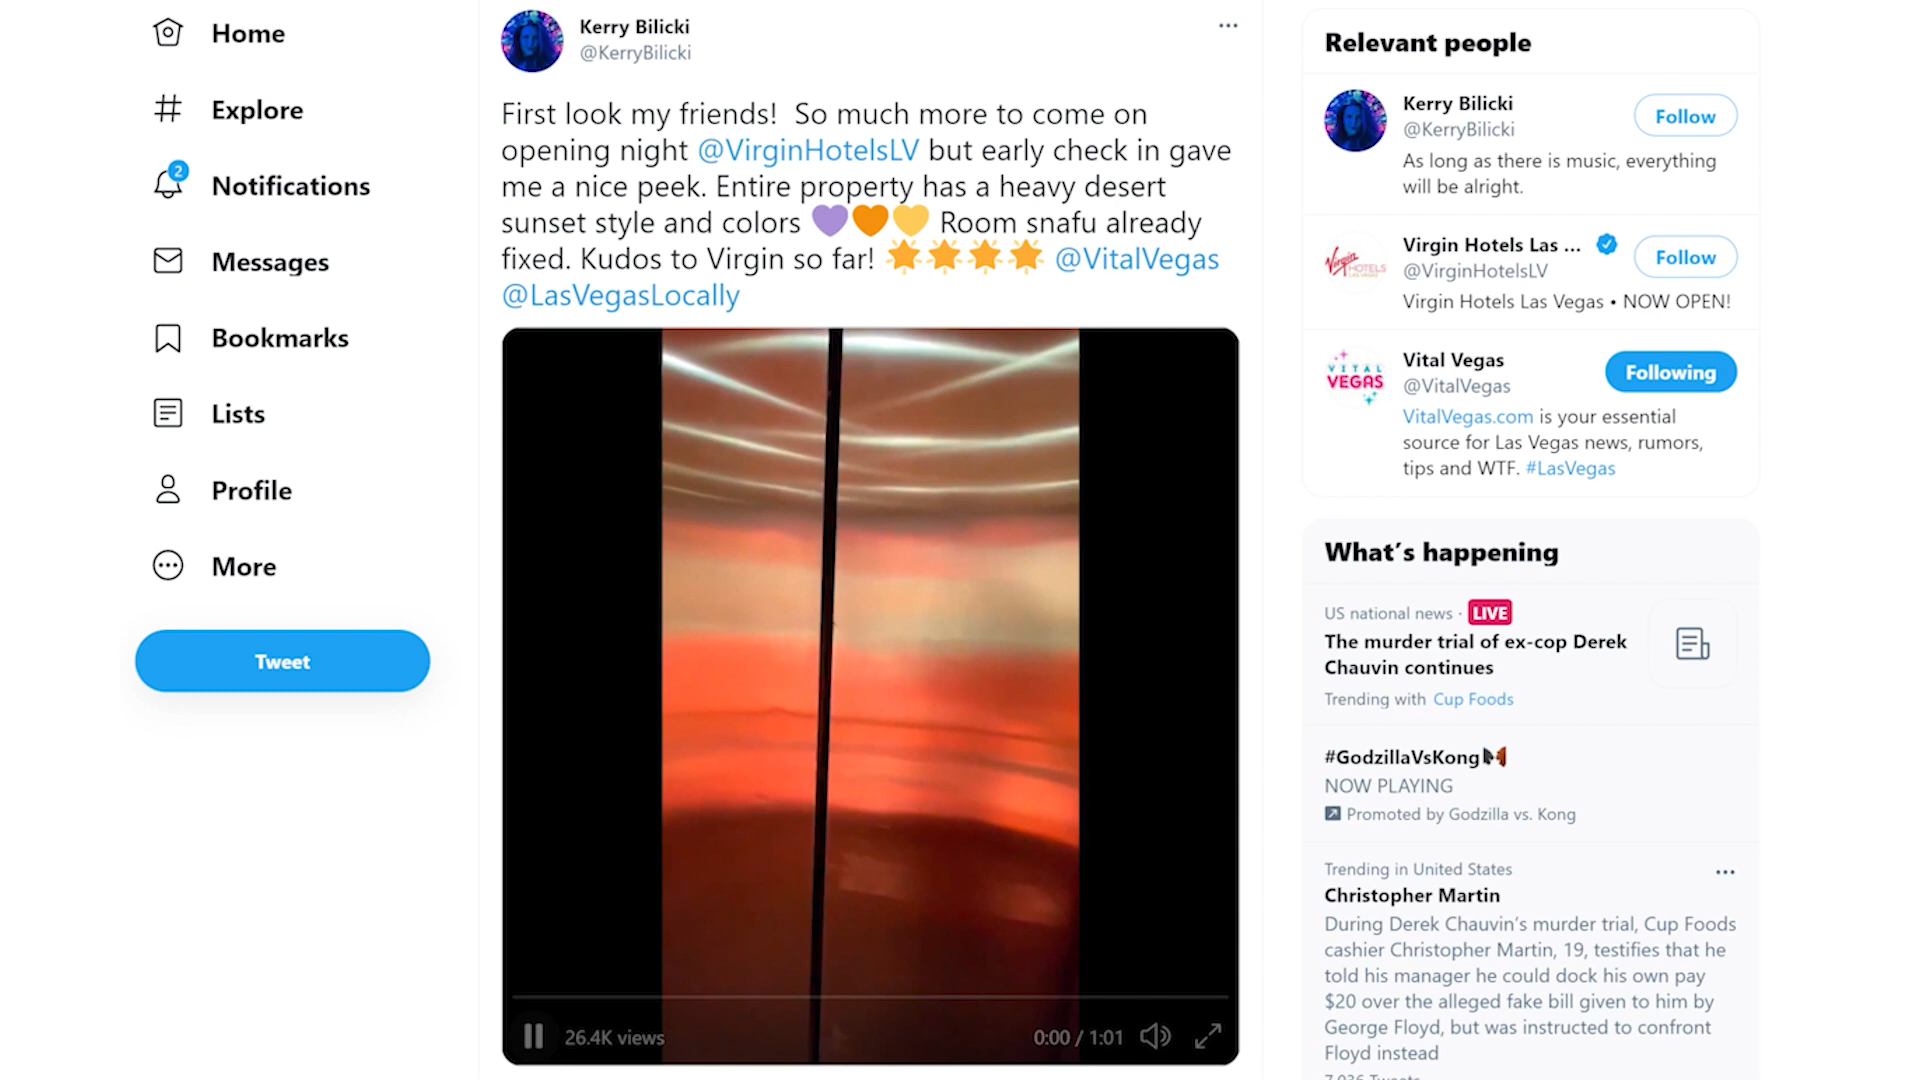 Home
Explore
2
Notifications
Messages
Bookmarks
Lists
Profile
More
Tweet
Kerry Bilicki
@KerryBilicki
First look my friends!  So much more to come on
opening night @VirginHotelsLV but early check in gave
me a nice peek. Entire property has a heavy desert
sunset style and colors 💜🧡💛 Room snafu already
fixed. Kudos to Virgin so far! 🌟🌟🌟🌟 @VitalVegas
@LasVegasLocally
26.4K views
0:00 / 1:01
Relevant people
Kerry Bilicki
@KerryBilicki
Follow
As long as there is music, everything
will be alright.
Virgin HOTELS
Virgin Hotels Las ...
@VirginHotelsLV
Follow
Virgin Hotels Las Vegas • NOW OPEN!
VITAL
VEGAS
Vital Vegas
@VitalVegas
Following
VitalVegas.com is your essential
source for Las Vegas news, rumors,
tips and WTF. #LasVegas
What's happening
US national news · LIVE
The murder trial of ex-cop Derek
Chauvin continues
Trending with Cup Foods
#GodzillaVsKong
NOW PLAYING
Promoted by Godzilla vs. Kong
Trending in United States
Christopher Martin
During Derek Chauvin's murder trial, Cup Foods
cashier Christopher Martin, 19, testifies that he
told his manager he could dock his own pay
$20 over the alleged fake bill given to him by
George Floyd, but was instructed to confront
Floyd instead